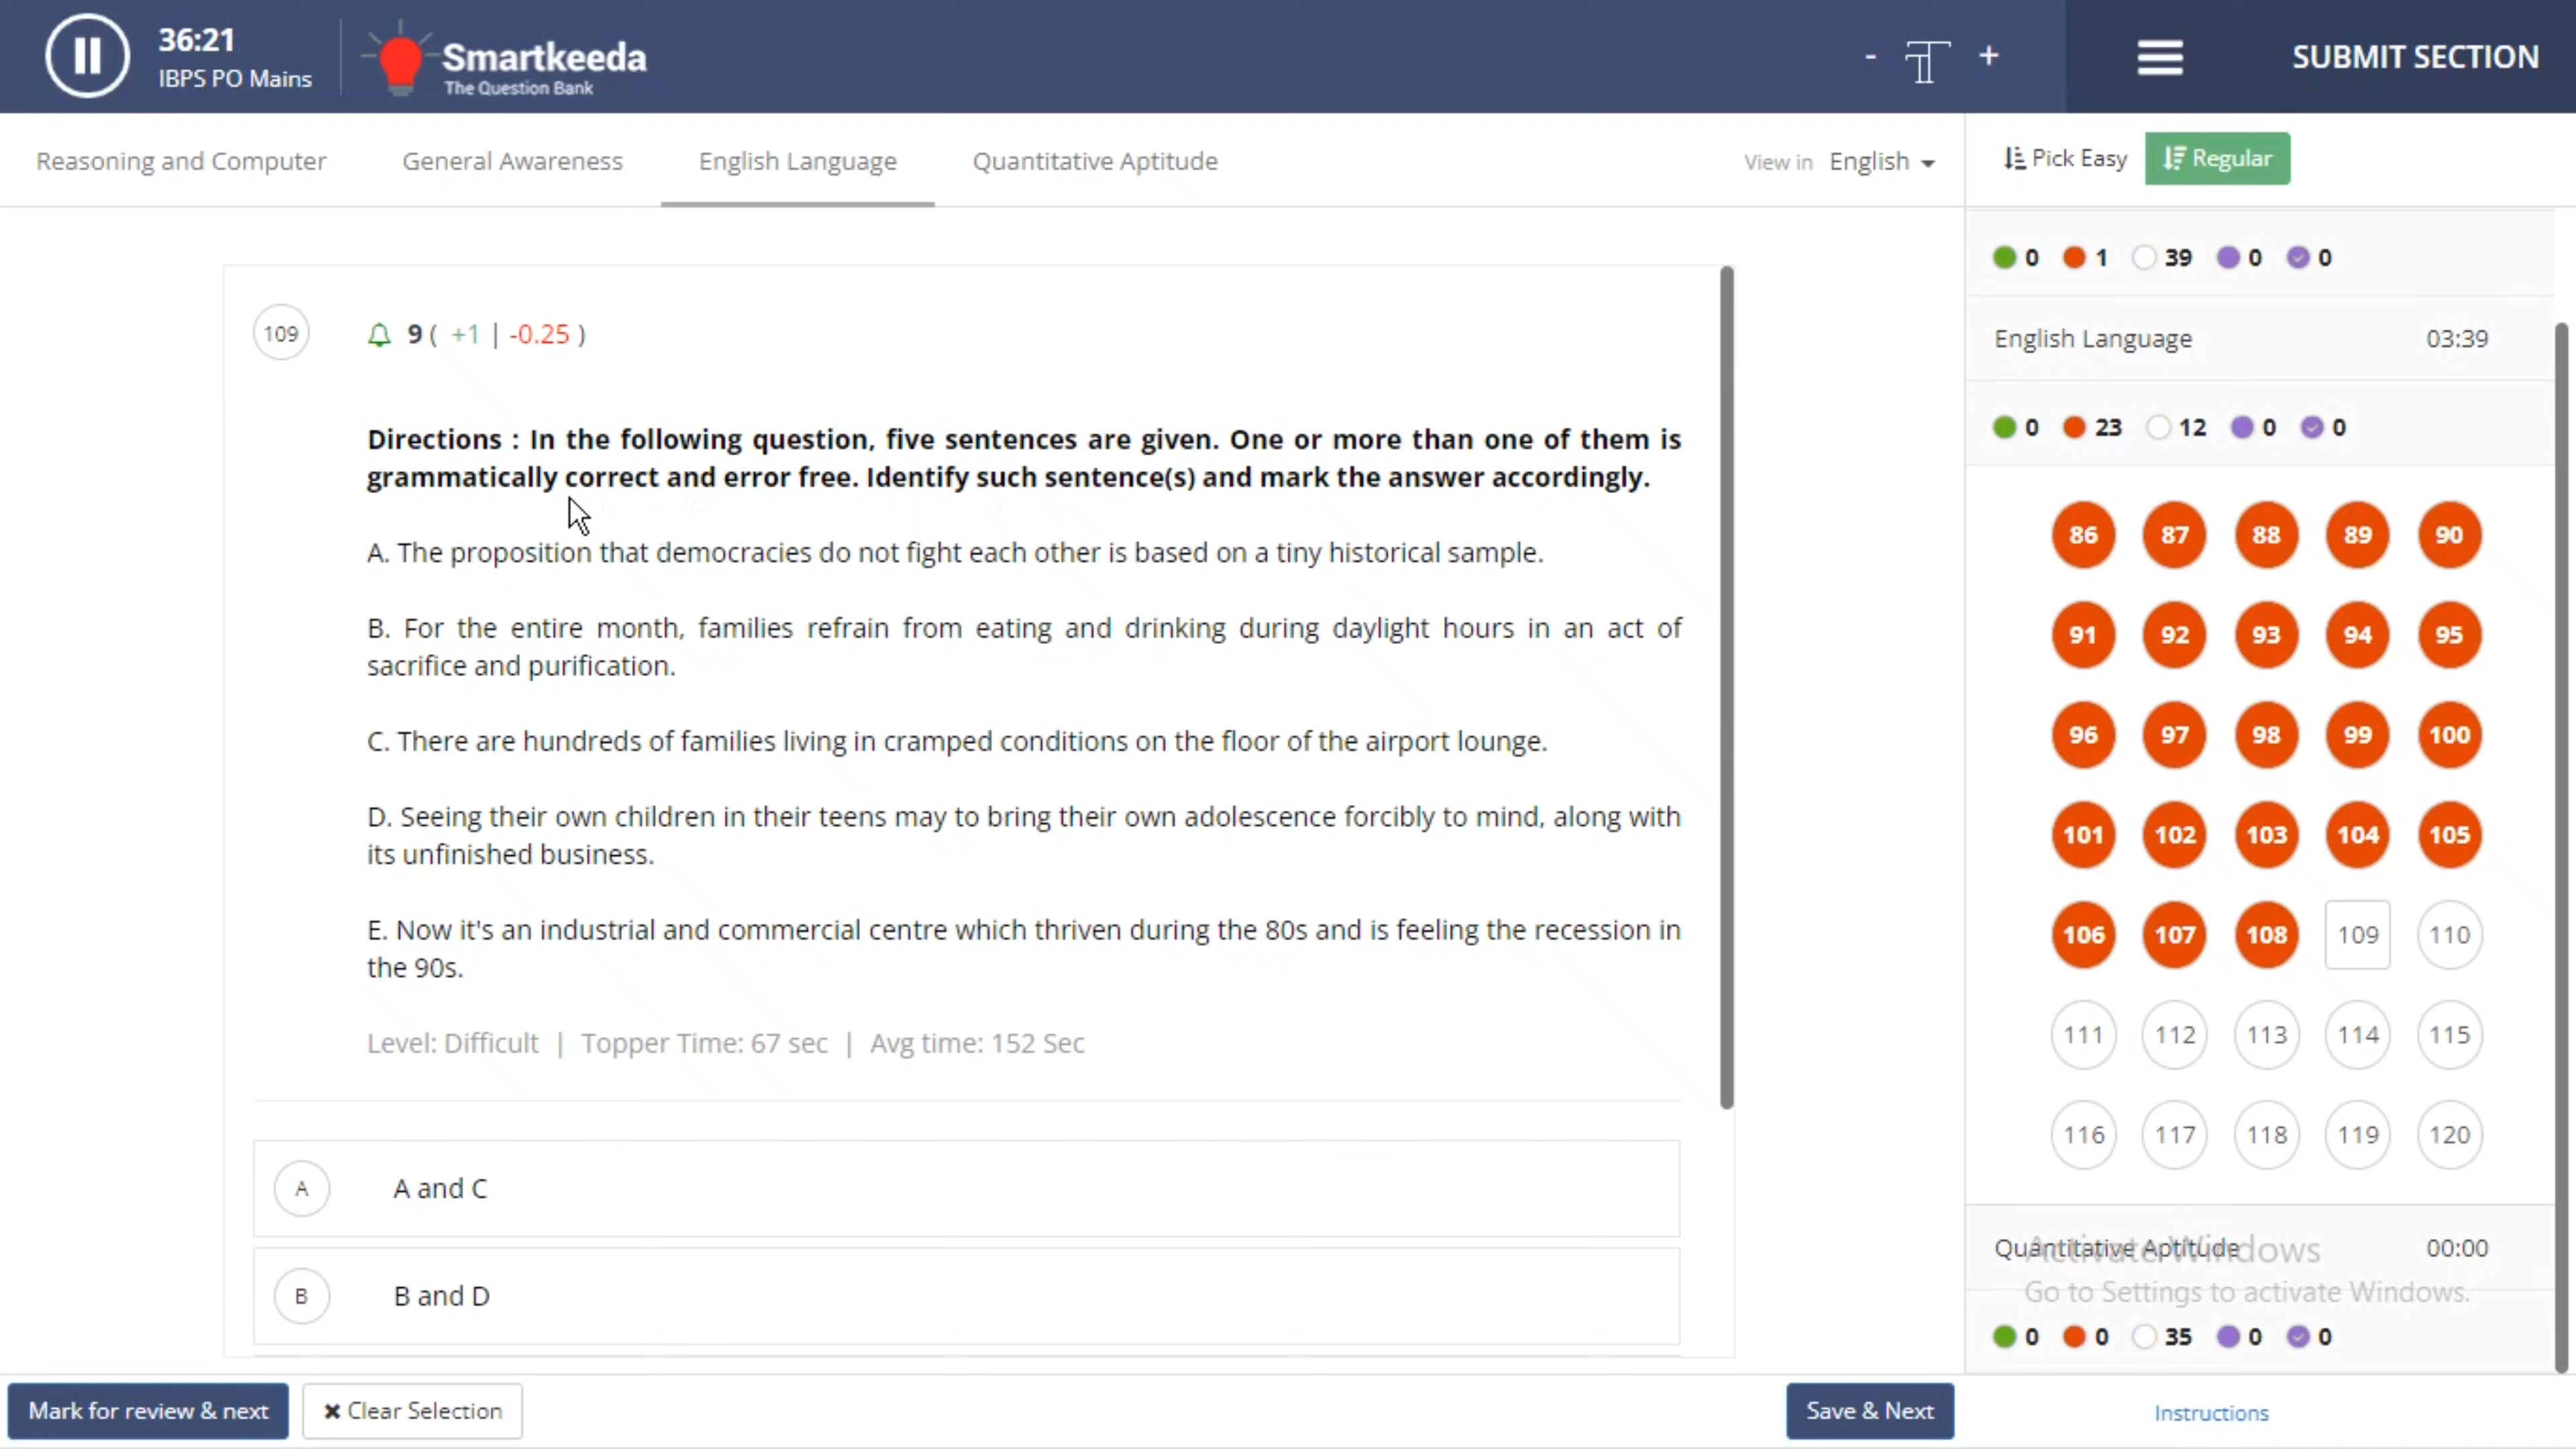 36:21
IBPS PO Mains
Smartkeeda
The Question Bank
- T +
SUBMIT SECTION
Reasoning and Computer
General Awareness
English Language
Quantitative Aptitude
View in English
Pick Easy
Regular
109
9 ( +1 | -0.25 )
Directions : In the following question, five sentences are given. One or more than one of them is
grammatically correct and error free. Identify such sentence(s) and mark the answer accordingly.
A. The proposition that democracies do not fight each other is based on a tiny historical sample.
B. For the entire month, families refrain from eating and drinking during daylight hours in an act of
sacrifice and purification.
C. There are hundreds of families living in cramped conditions on the floor of the airport lounge.
D. Seeing their own children in their teens may to bring their own adolescence forcibly to mind, along with
its unfinished business.
E. Now it's an industrial and commercial centre which thriven during the 80s and is feeling the recession in
the 90s.
Level: Difficult | Topper Time: 67 sec | Avg time: 152 Sec
A A and C
B B and D
Mark for review & next
Clear Selection
Save & Next
0 1 39 0 0
English Language 03:39
0 23 12 0 0
86 87 88 89 90
91 92 93 94 95
96 97 98 99 100
101 102 103 104 105
106 107 108 109 110
111 112 113 114 115
116 117 118 119 120
Quantitative Aptitude 00:00
Activate Windows
Go to Settings to activate Windows.
0 0 35 0 0
Instructions